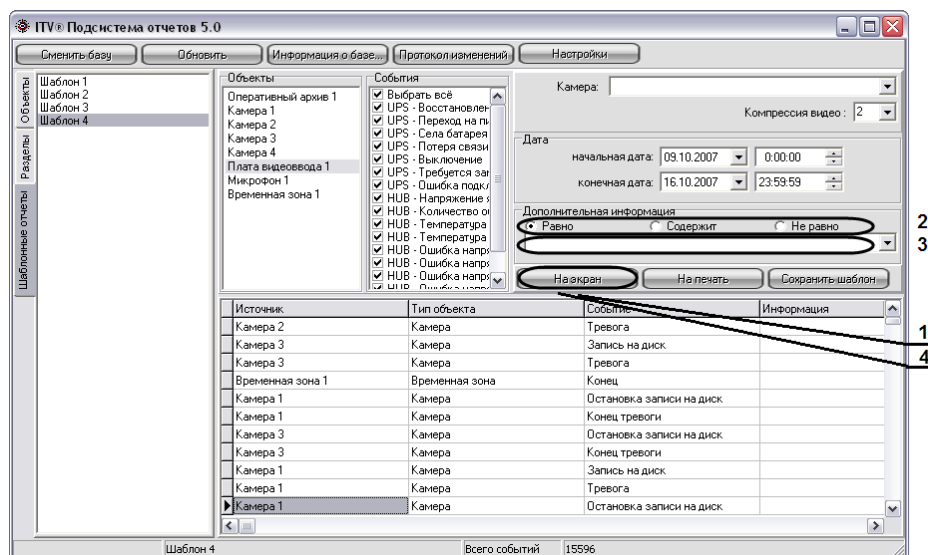 ITV® Подсистема отчетов 5.0
Сменить базу Обновить Информация о базе... Протокол изменений Настройки
Объекты
Разделы
Шаблонные отчеты
Шаблон 1
Шаблон 2
Шаблон 3
Шаблон 4
Объекты
Оперативный архив 1
Камера 1
Камера 2
Камера 3
Камера 4
Плата видеоввода 1
Микрофон 1
Временная зона 1
События
Выбрать всё
UPS - Восстановлен
UPS - Переход на пи
UPS - Села батарея
UPS - Потеря связи
UPS - Выключение
UPS - Требуется зам
UPS - Ошибка подкл
HUB - Напряжение я
HUB - Количество о
HUB - Температура
HUB - Температура
HUB - Ошибка напря
HUB - Ошибка напря
HUB - Ошибка напря
Камера:
Компрессия видео : 2
Дата
начальная дата: 09.10.2007 0:00:00
конечная дата: 16.10.2007 23:59:59
Дополнительная информация
Равно Содержит Не равно 2
3
На экран На печать Сохранить шаблон
Источник Тип объекта Событие Информация
Камера 2 Камера Тревога 1
Камера 3 Камера Запись на диск 4
Камера 3 Камера Тревога
Временная зона 1 Временная зона Конец
Камера 1 Камера Остановка записи на диск
Камера 1 Камера Конец тревоги
Камера 3 Камера Остановка записи на диск
Камера 3 Камера Конец тревоги
Камера 1 Камера Запись на диск
Камера 1 Камера Тревога
Камера 1 Камера Остановка записи на диск
Шаблон 4 Всего событий 15596